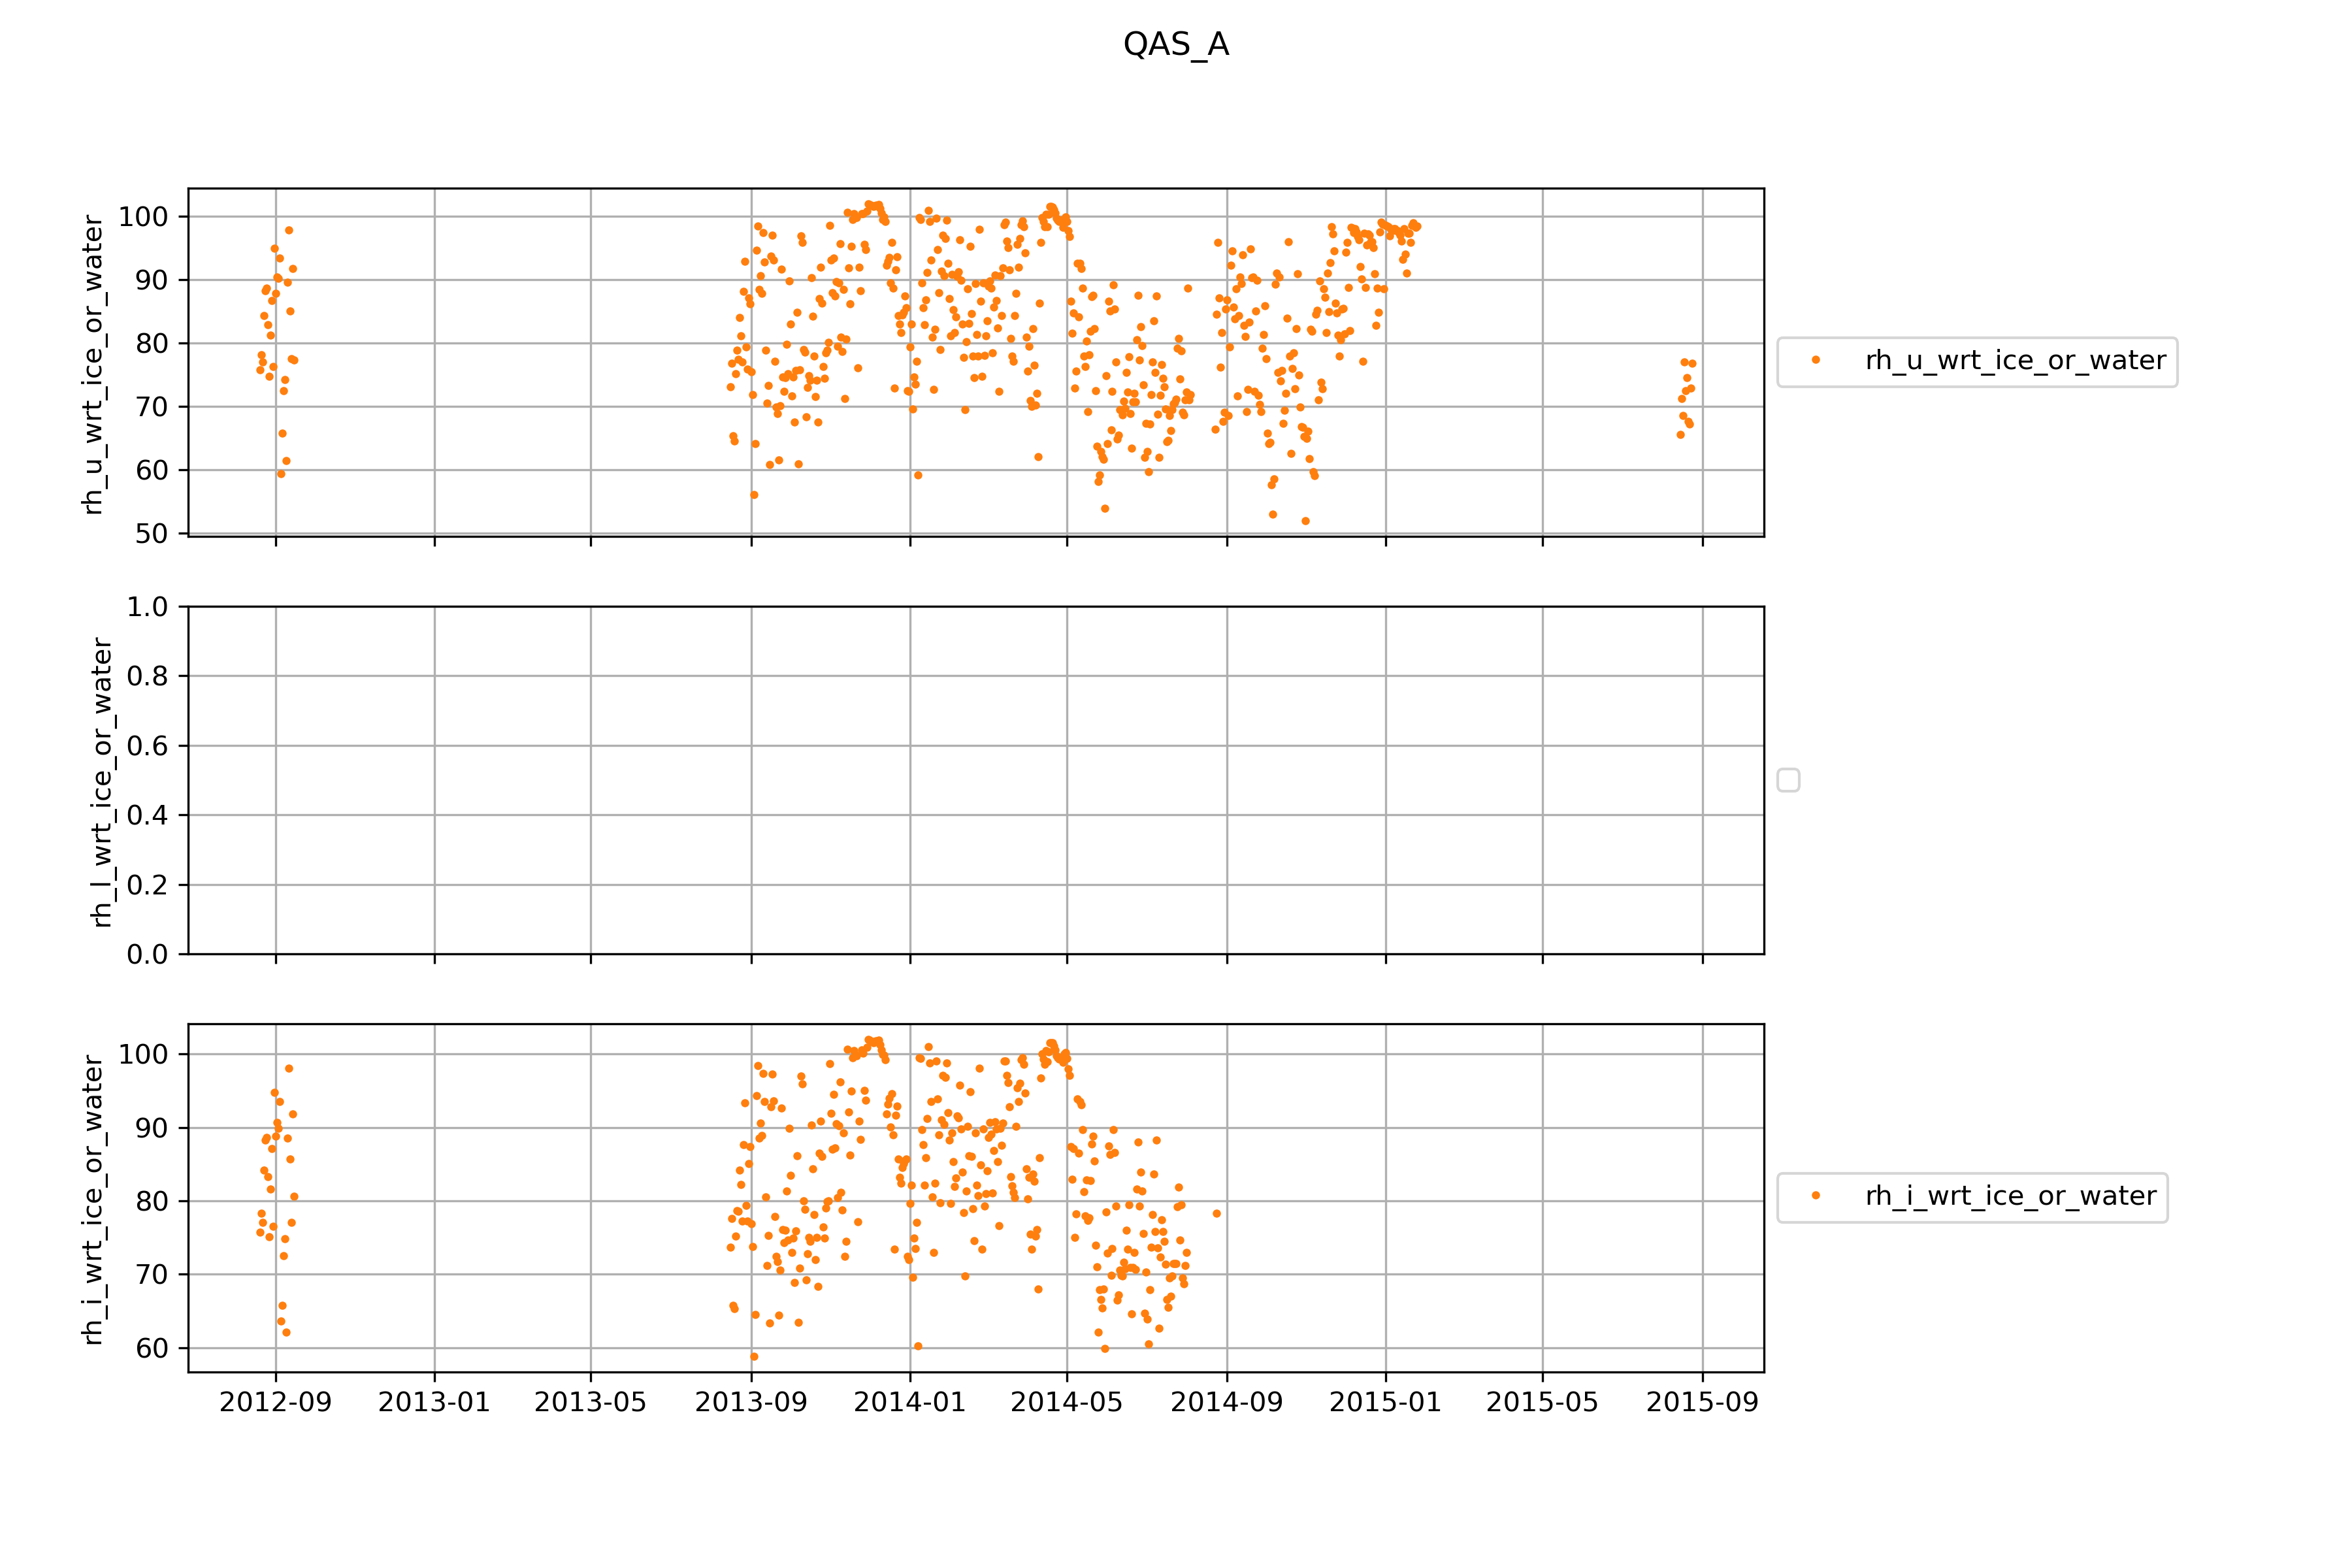 QAS_A
rh_u_wrt_ice_or_water
100
90
80
70
60
50
rh_u_wrt_ice_or_water
rh_l_wrt_ice_or_water
1.0
0.8
0.6
0.4
0.2
0.0
rh_i_wrt_ice_or_water
100
90
80
70
60
rh_i_wrt_ice_or_water
2012-09 2013-01 2013-05 2013-09 2014-01 2014-05 2014-09 2015-01 2015-05 2015-09